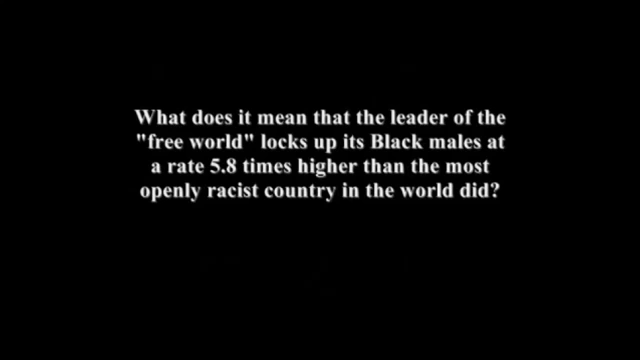 What does it mean that the leader of the
"free world" locks up its Black males at
a rate 5.8 times higher than the most
openly racist country in the world did?